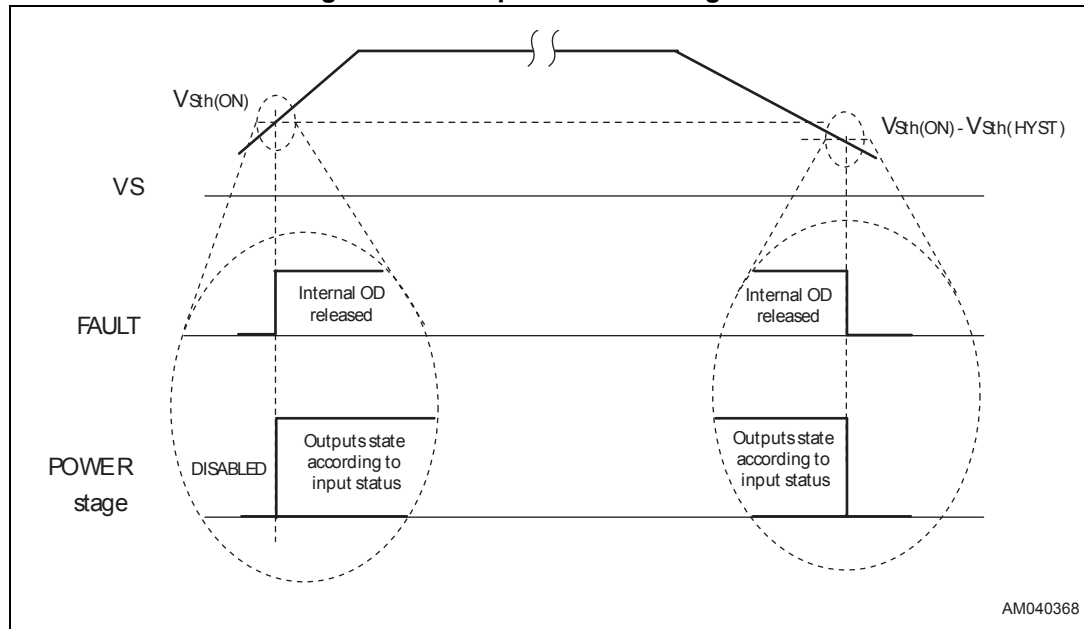 VSth(ON)
VSth(ON) - VSth(HYST)
VS
Internal OD
released
Internal OD
released
FAULT
Outputs state
according to
input status
Outputs state
according to
input status
DISABLED
POWER
stage
AM040368